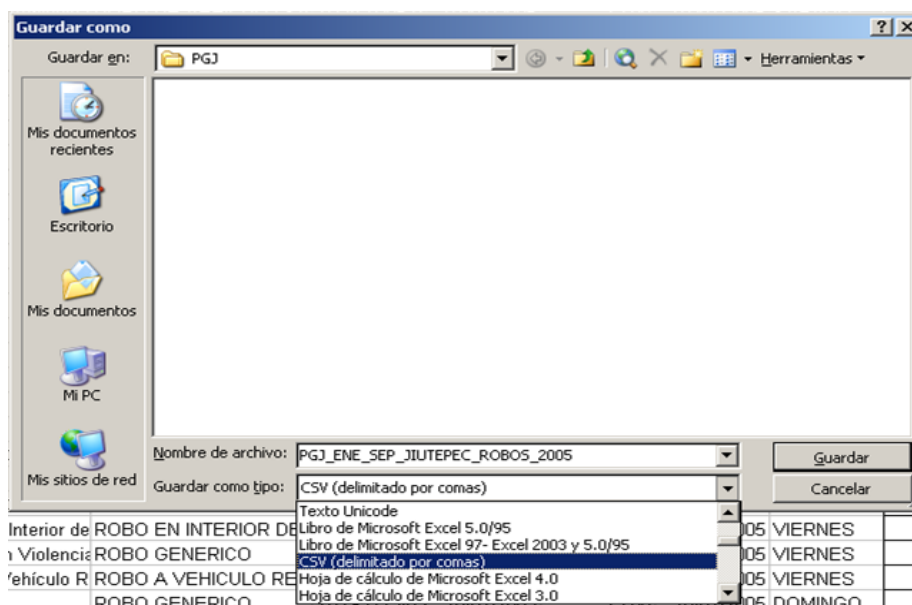 Guardar como
Guardar en:
PGJ
Herramientas
Mis documentos
recientes
Escritorio
Mis documentos
Mi PC
Mis sitios de red
Nombre de archivo:
PGJ_ENE_SEP_JIUTEPEC_ROBOS_2005
Guardar
Guardar como tipo:
CSV (delimitado por comas)
Cancelar
Texto Unicode
Libro de Microsoft Excel 5.0/95
Libro de Microsoft Excel 97- Excel 2003 y 5.0/95
CSV (delimitado por comas)
Hoja de cálculo de Microsoft Excel 4.0
Hoja de cálculo de Microsoft Excel 3.0
Interior de ROBO EN INTERIOR DE 005 VIERNES
Violencia ROBO GENERICO 005 VIERNES
Vehículo R ROBO A VEHICULO RE 005 VIERNES
ROBO GENERICO 005 DOMINGO